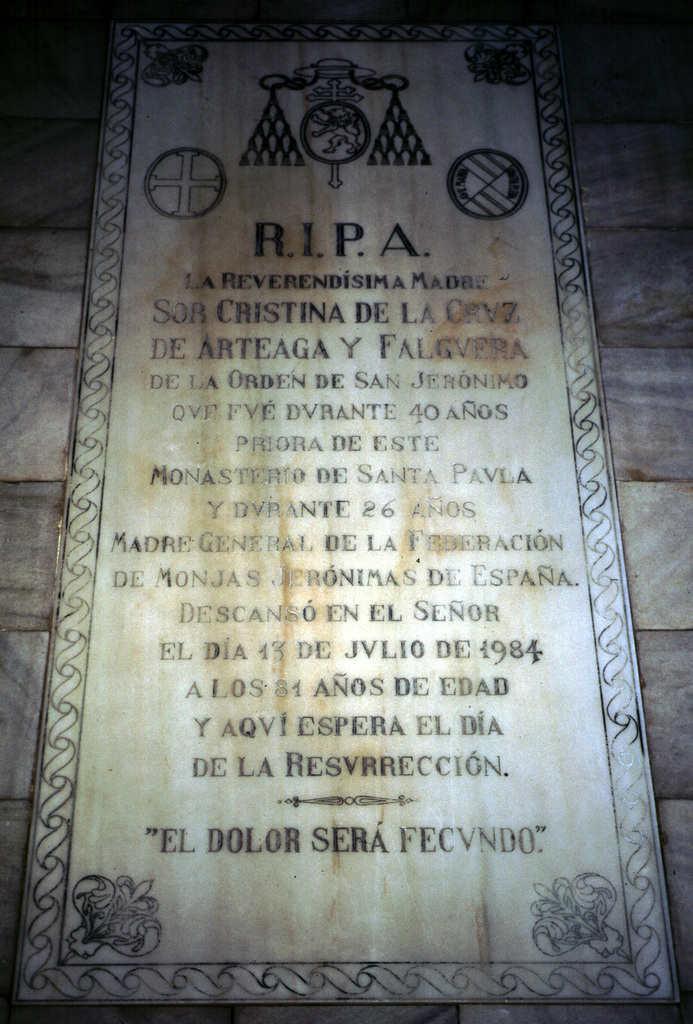 R.I.P.A.
LA REVERENDÍSIMA MADRE
SOR CRISTINA DE LA CRVZ
DE ARTEAGA Y FALGVERA
DE LA ORDEN DE SAN JERÓNIMO
QVE FVÉ DVRANTE 40 AÑOS
PRIORA DE ESTE
MONASTERIO DE SANTA PAVLA
Y DVRANTE 26 AÑOS
MADRE GENERAL DE LA FEDERACIÓN
DE MONJAS JERÓNIMAS DE ESPAÑA.
DESCANSÓ EN EL SEÑOR
EL DÍA 13 DE JVLIO DE 1984
A LOS 81 AÑOS DE EDAD
Y AQVÍ ESPERA EL DÍA
DE LA RESVRRECCIÓN.
"EL DOLOR SERÁ FECVNDO."